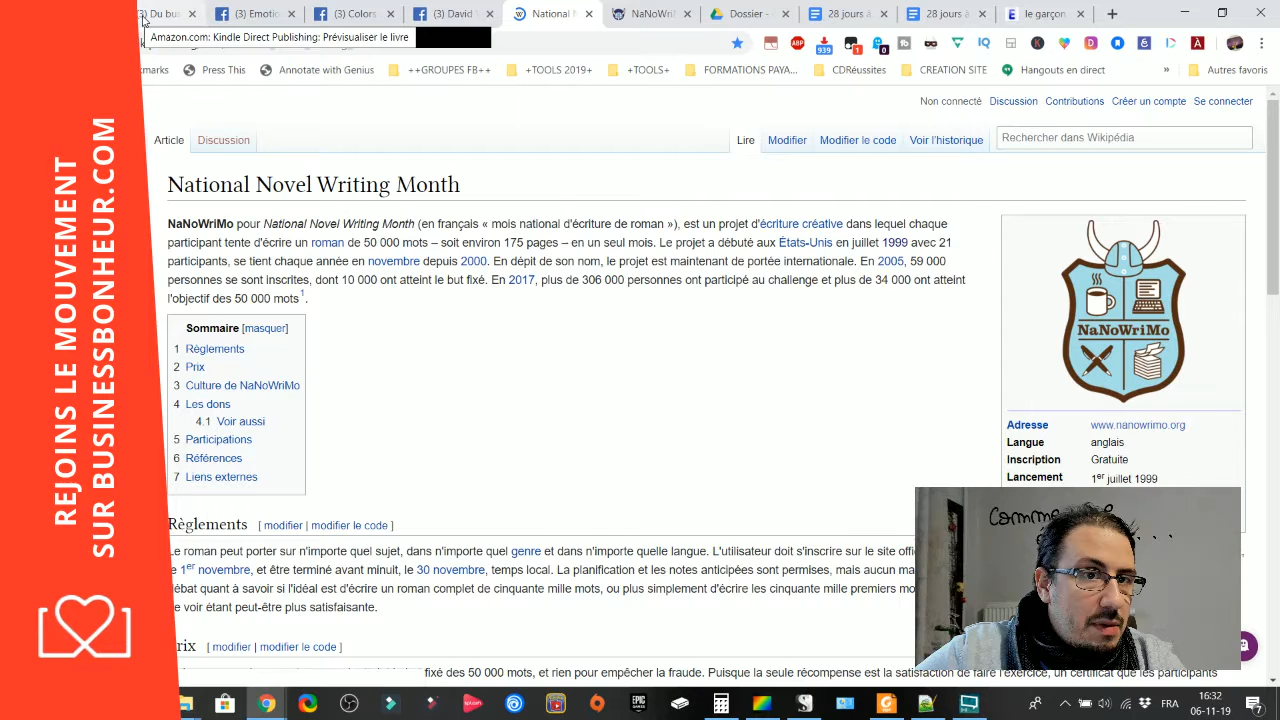 (3) Du bus
(3) Emotio
(3) Colors
(3) David
National N
NaNoWri
Dossier -
28 jours à
28 jours à
le garçon
Amazon.com: Kindle Direct Publishing: Prévisualiser le livre
939
1
0
kmarks
Press This
Annotate with Genius
++GROUPES FB++
+TOOLS 2019+
+TOOLS+
FORMATIONS PAYA...
CDRéussites
CREATION SITE
Hangouts en direct
»
Autres favoris
Non connecté Discussion Contributions Créer un compte Se connecter
Article Discussion
Lire Modifier Modifier le code Voir l'historique
Rechercher dans Wikipédia
National Novel Writing Month
NaNoWriMo pour National Novel Writing Month (en français « mois national d'écriture de roman »), est un projet d'écriture créative dans lequel chaque
participant tente d'écrire un roman de 50 000 mots – soit environ 175 pages – en un seul mois. Le projet a débuté aux États-Unis en juillet 1999 avec 21
participants, se tient chaque année en novembre depuis 2000. En dépit de son nom, le projet est maintenant de portée internationale. En 2005, 59 000
personnes se sont inscrites, dont 10 000 ont atteint le but fixé. En 2017, plus de 306 000 personnes ont participé au challenge et plus de 34 000 ont atteint
l'objectif des 50 000 mots1.
Sommaire [masquer]
1 Règlements
2 Prix
3 Culture de NaNoWriMo
4 Les dons
4.1 Voir aussi
5 Participations
6 Références
7 Liens externes
NaNoWriMo
Adresse www.nanowrimo.org
Langue anglais
Inscription Gratuite
Lancement 1er juillet 1999
Règlements [ modifier | modifier le code ]
Le roman peut porter sur n'importe quel sujet, dans n'importe quel genre et dans n'importe quelle langue. L'utilisateur doit s'inscrire sur le site offic
e 1er novembre, et être terminé avant minuit, le 30 novembre, temps local. La planification et les notes anticipées sont permises, mais aucun ma
débat quant à savoir si l'idéal est d'écrire un roman complet de cinquante mille mots, ou plus simplement d'écrire les cinquante mille premiers mo
e voir étant peut-être plus satisfaisante.
rix [ modifier | modifier le code ]
fixé des 50 000 mots, et rien pour empêcher la fraude. Puisque la seule récompense est la satisfaction de faire l'exercice, un certificat que les participants
REJOINS LE MOUVEMENT
SUR BUSINESSBONHEUR.COM
FRA
16:32
06-11-19